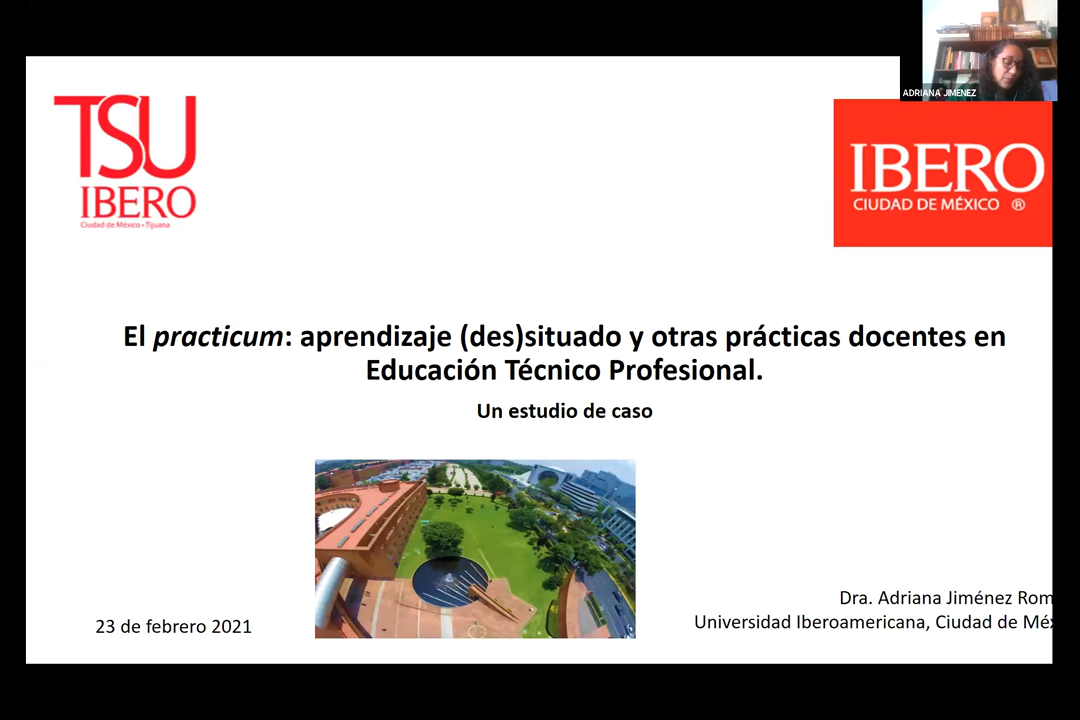 ADRIANA JIMENEZ
TSU
IBERO
Ciudad de México • Tijuana
IBERO
CIUDAD DE MÉXICO ®
El practicum: aprendizaje (des)situado y otras prácticas docentes en
Educación Técnico Profesional.
Un estudio de caso
Dra. Adriana Jiménez Rom
Universidad Iberoamericana, Ciudad de Méx
23 de febrero 2021